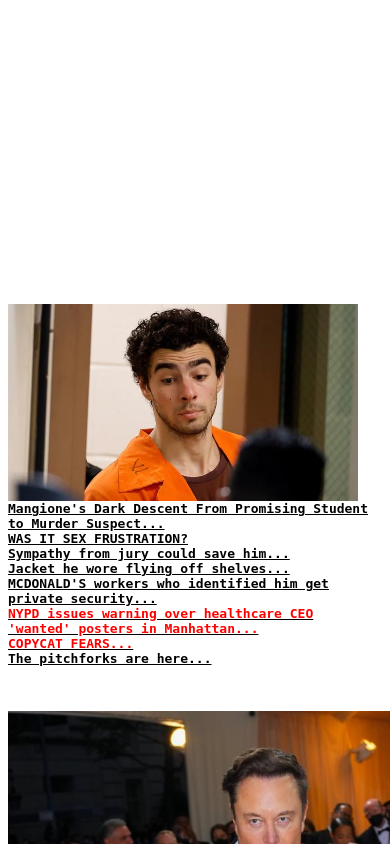 Mangione's Dark Descent From Promising Student
to Murder Suspect...
WAS IT SEX FRUSTRATION?
Sympathy from jury could save him...
Jacket he wore flying off shelves...
MCDONALD'S workers who identified him get
private security...
NYPD issues warning over healthcare CEO
'wanted' posters in Manhattan...
COPYCAT FEARS...
The pitchforks are here...